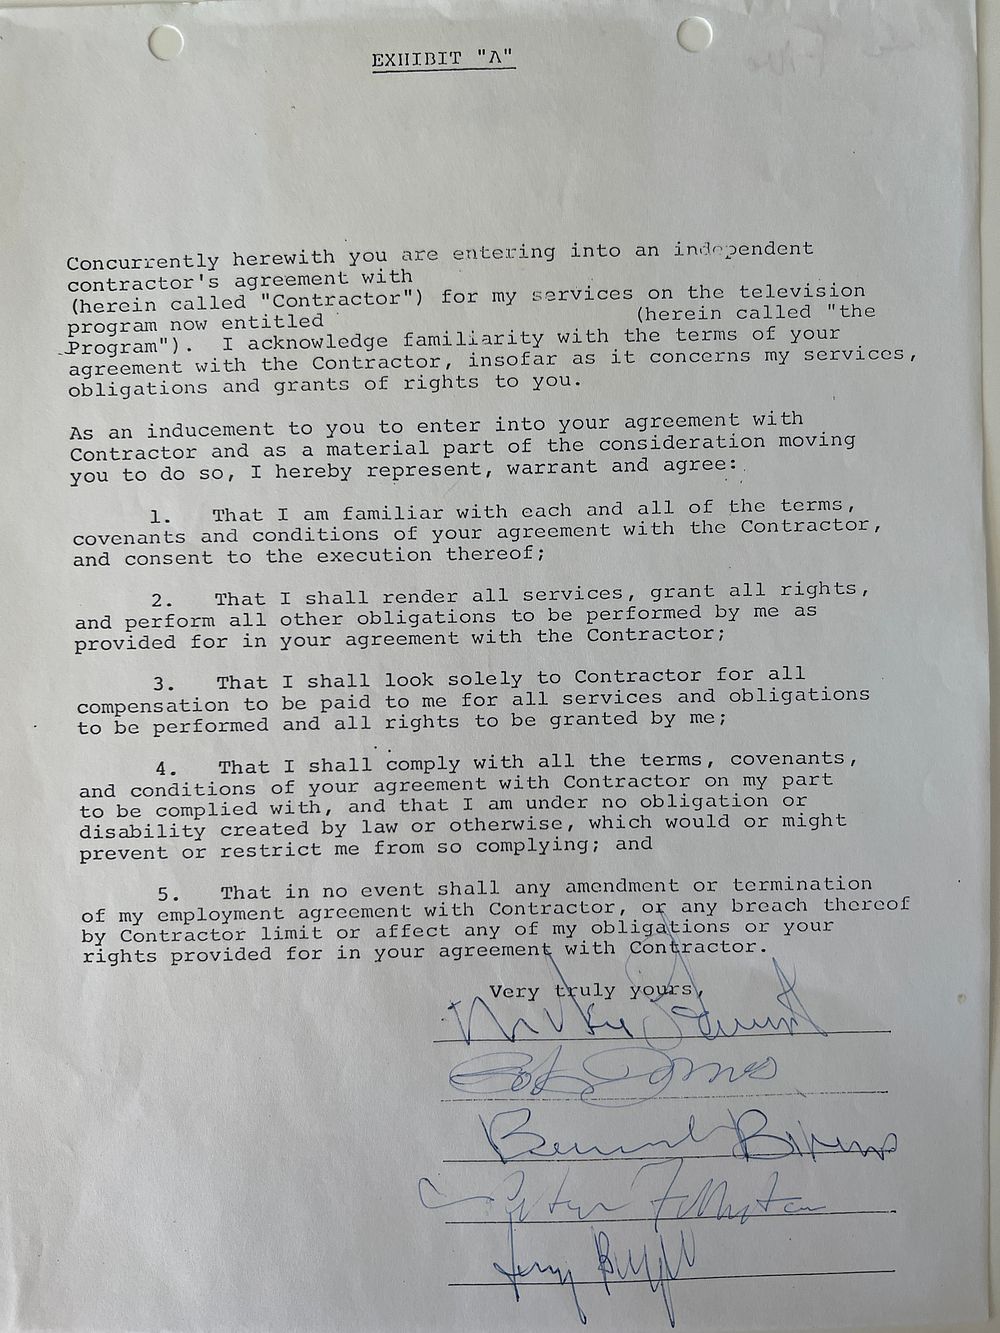 EXHIBIT "A"
Concurrently herewith you are entering into an independent
contractor's agreement with
(herein called "Contractor") for my services on the television
program now entitled (herein called "the
Program"). I acknowledge familiarity with the terms of your
agreement with the Contractor, insofar as it concerns my services,
obligations and grants of rights to you.
As an inducement to you to enter into your agreement with
Contractor and as a material part of the consideration moving
you to do so, I hereby represent, warrant and agree:
1. That I am familiar with each and all of the terms,
covenants and conditions of your agreement with the Contractor,
and consent to the execution thereof;
2. That I shall render all services, grant all rights,
and perform all other obligations to be performed by me as
provided for in your agreement with the Contractor;
3. That I shall look solely to Contractor for all
compensation to be paid to me for all services and obligations
to be performed and all rights to be granted by me;
4. That I shall comply with all the terms, covenants,
and conditions of your agreement with Contractor on my part
to be complied with, and that I am under no obligation or
disability created by law or otherwise, which would or might
prevent or restrict me from so complying; and
5. That in no event shall any amendment or termination
of my employment agreement with Contractor, or any breach thereof
by Contractor limit or affect any of my obligations or your
rights provided for in your agreement with Contractor.
Very truly yours,